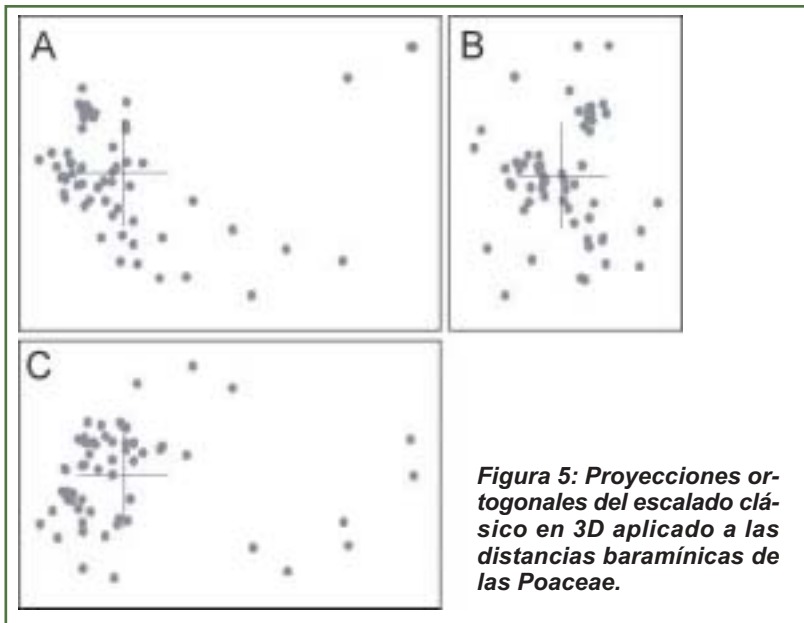 A
B
C
Figura 5: Proyecciones or-
togonales del escalado clá-
sico en 3D aplicado a las
distancias baramínicas de
las Poaceae.